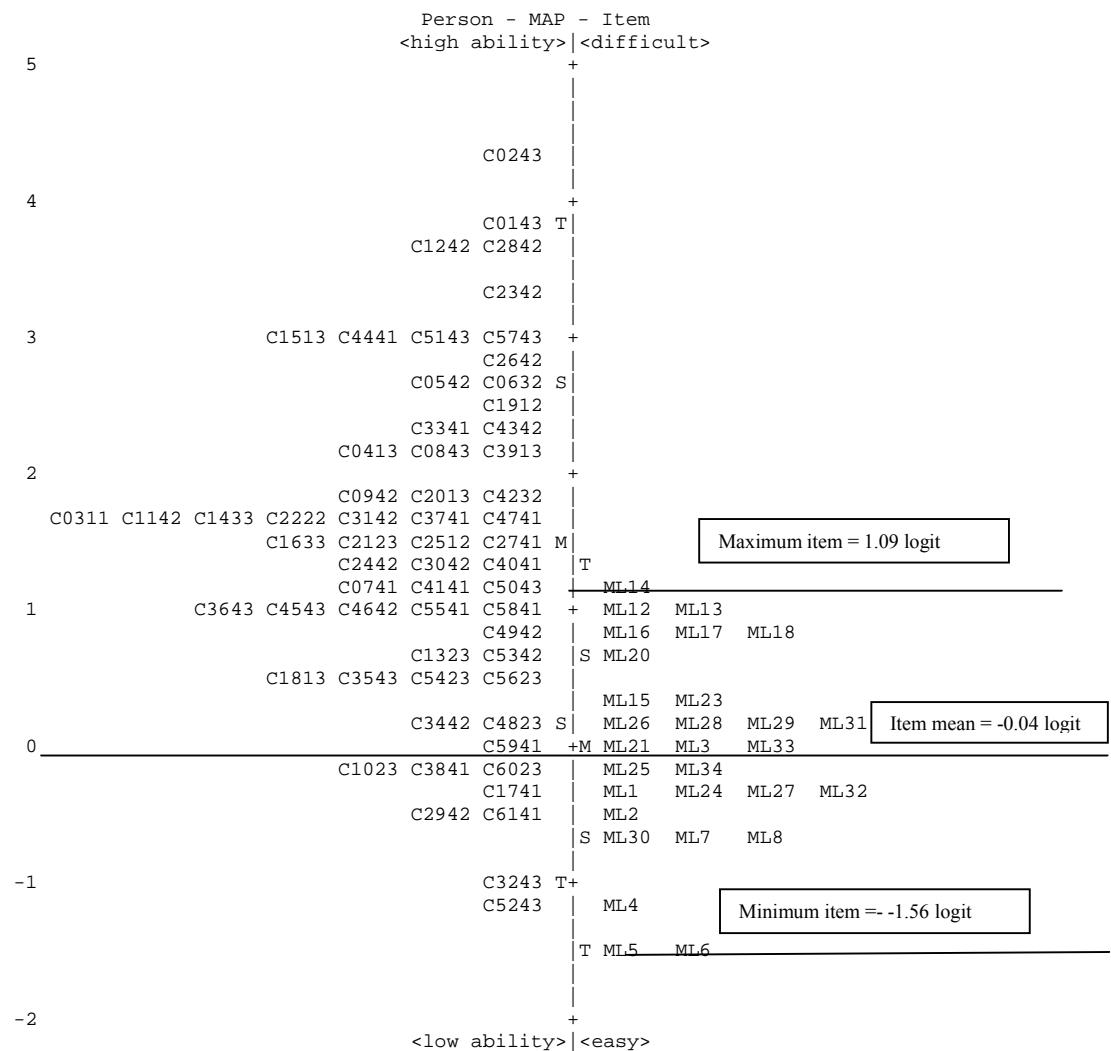 Person - MAP - Item
<high ability>|<difficult>
5 +
|
|
|
|
|
C0243 |
|
|
4 +
C0143 T|
C1242 C2842 |
|
|
C2342 |
|
|
3 C1513 C4441 C5143 C5743 +
C2642 |
C0542 C0632 S|
C1912 |
C3341 C4342 |
C0413 C0843 C3913 |
2 +
C0942 C2013 C4232 |
C0311 C1142 C1433 C2222 C3142 C3741 C4741 |
C1633 C2123 C2512 C2741 M| Maximum item = 1.09 logit
C2442 C3042 C4041 |T
C0741 C4141 C5043 | ML14
1 C3643 C4543 C4642 C5541 C5841 + ML12 ML13
C4942 | ML16 ML17 ML18
C1323 C5342 |S ML20
C1813 C3543 C5423 C5623 |
| ML15 ML23
C3442 C4823 S| ML26 ML28 ML29 ML31 Item mean = -0.04 logit
0 C5941 +M ML21 ML3 ML33
C1023 C3841 C6023 | ML25 ML34
C1741 | ML1 ML24 ML27 ML32
C2942 C6141 | ML2
|S ML30 ML7 ML8
|
-1 C3243 T+
C5243 | ML4 Minimum item =- -1.56 logit
|
|T ML5 ML6
|
|
|
-2 +
<low ability>|<easy>